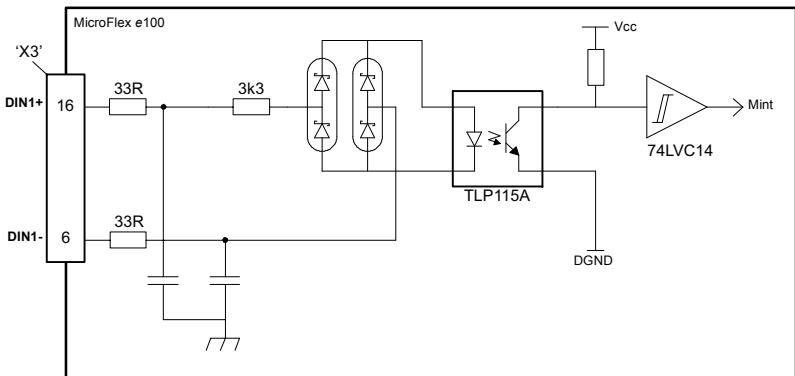 MicroFlex e100
'X3'
DIN1+
16
33R
3k3
Vcc
Mint
74LVC14
TLP115A
DIN1-
6
33R
DGND